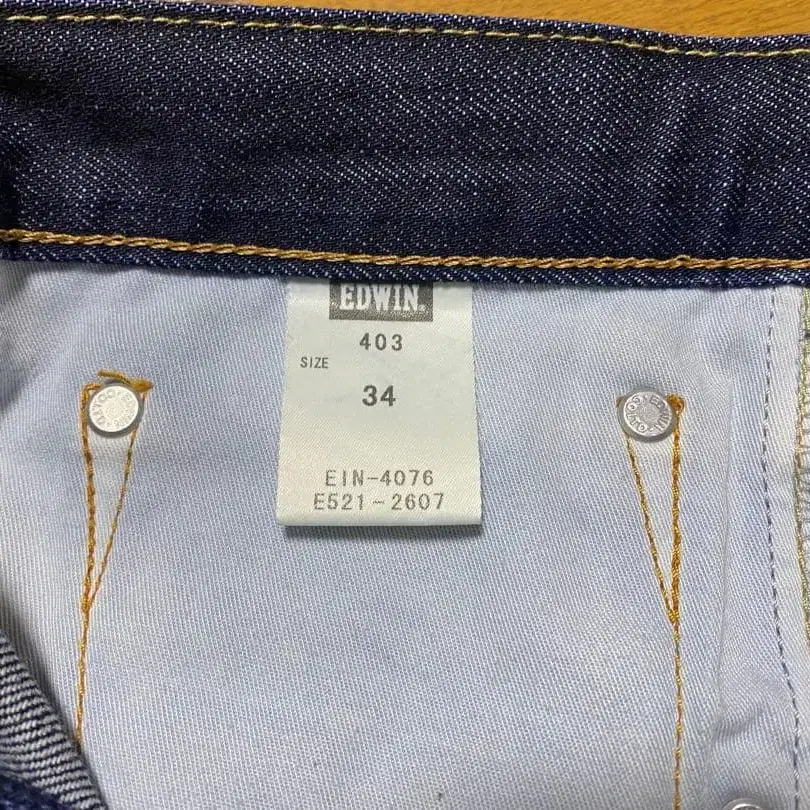 EDWIN.
403
SIZE
34
EIN-4076
E521-2607